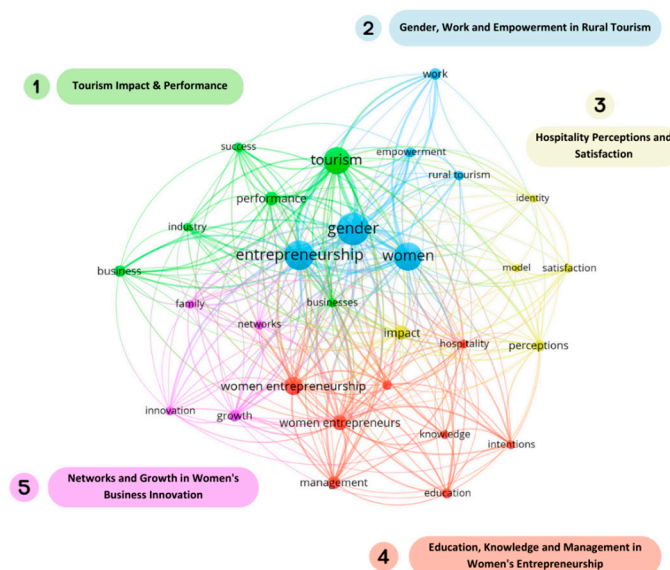 2
Gender, Work and Empowerment in Rural Tourism
1
Tourism Impact & Performance
3
Hospitality Perceptions and
Satisfaction
work
success
tourism
empowerment
rural tourism
performance
identity
industry
gender
entrepreneurship
women
business
model
satisfaction
family
businesses
networks
impact
hospitality
perceptions
women entrepreneurship
innovation
growth
women entrepreneurs
knowledge
intentions
management
education
5
Networks and Growth in Women's
Business Innovation
4
Education, Knowledge and Management in
Women's Entrepreneurship